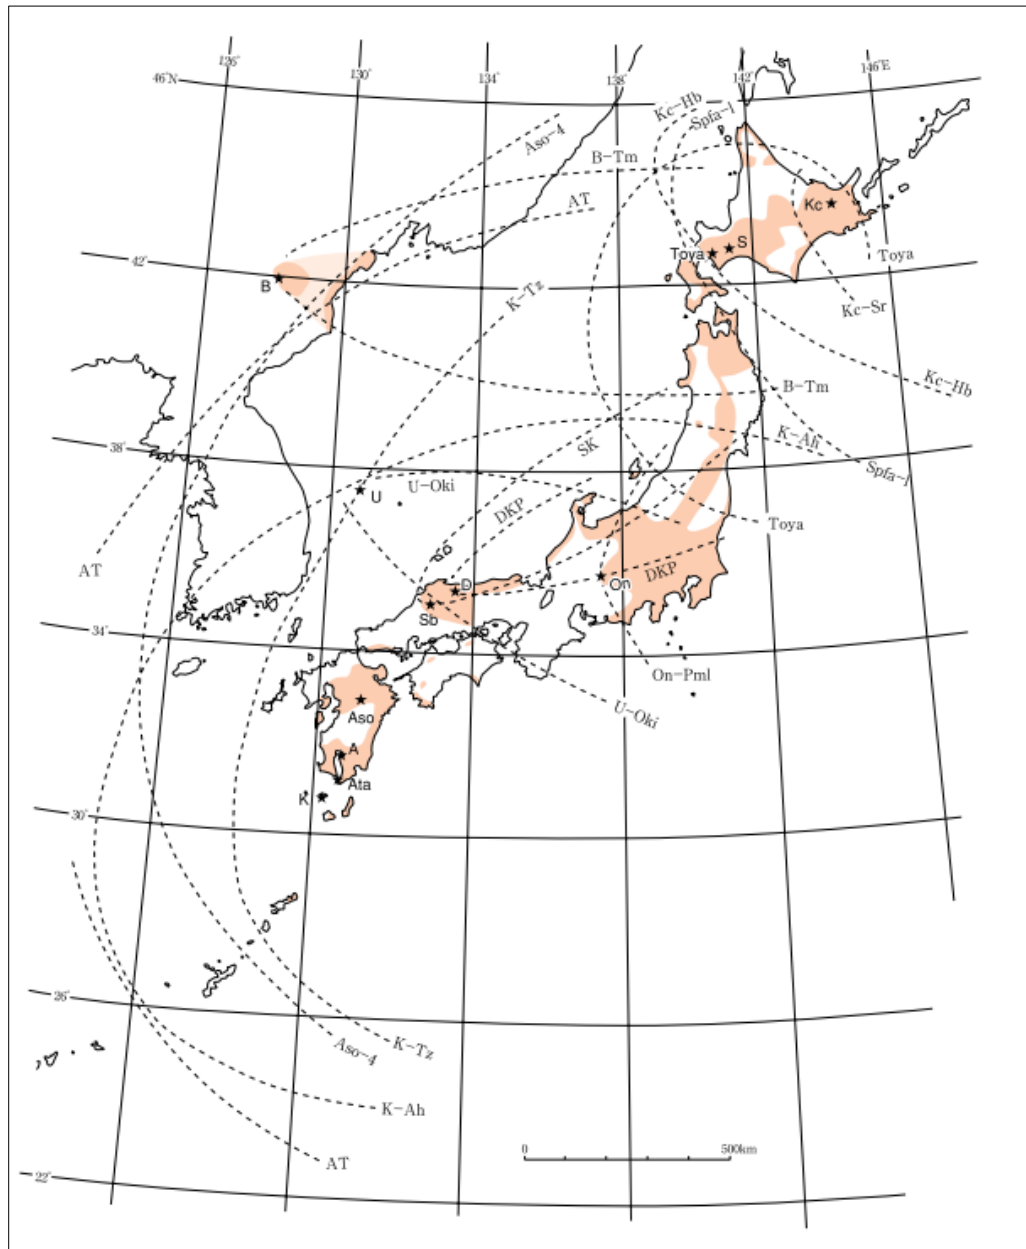 126°
130°
134°
138°
142°
146°E
46°N
Kc-Hb
Spfa-1
Aso-4
B-Tm
AT
Kc
S
Toya
Toya
42°
B
K-Tz
Kc-Sr
Kc-Hb
B-Tm
K-Ah
SK
38°
U-Oki
U
Spfa-1
DKP
Toya
AT
D
On
DKP
Sb
34°
On-Pm1
U-Oki
Aso
A
Ata
K
30°
26°
Aso-4
K-Tz
K-Ah
AT
0
500km
22°